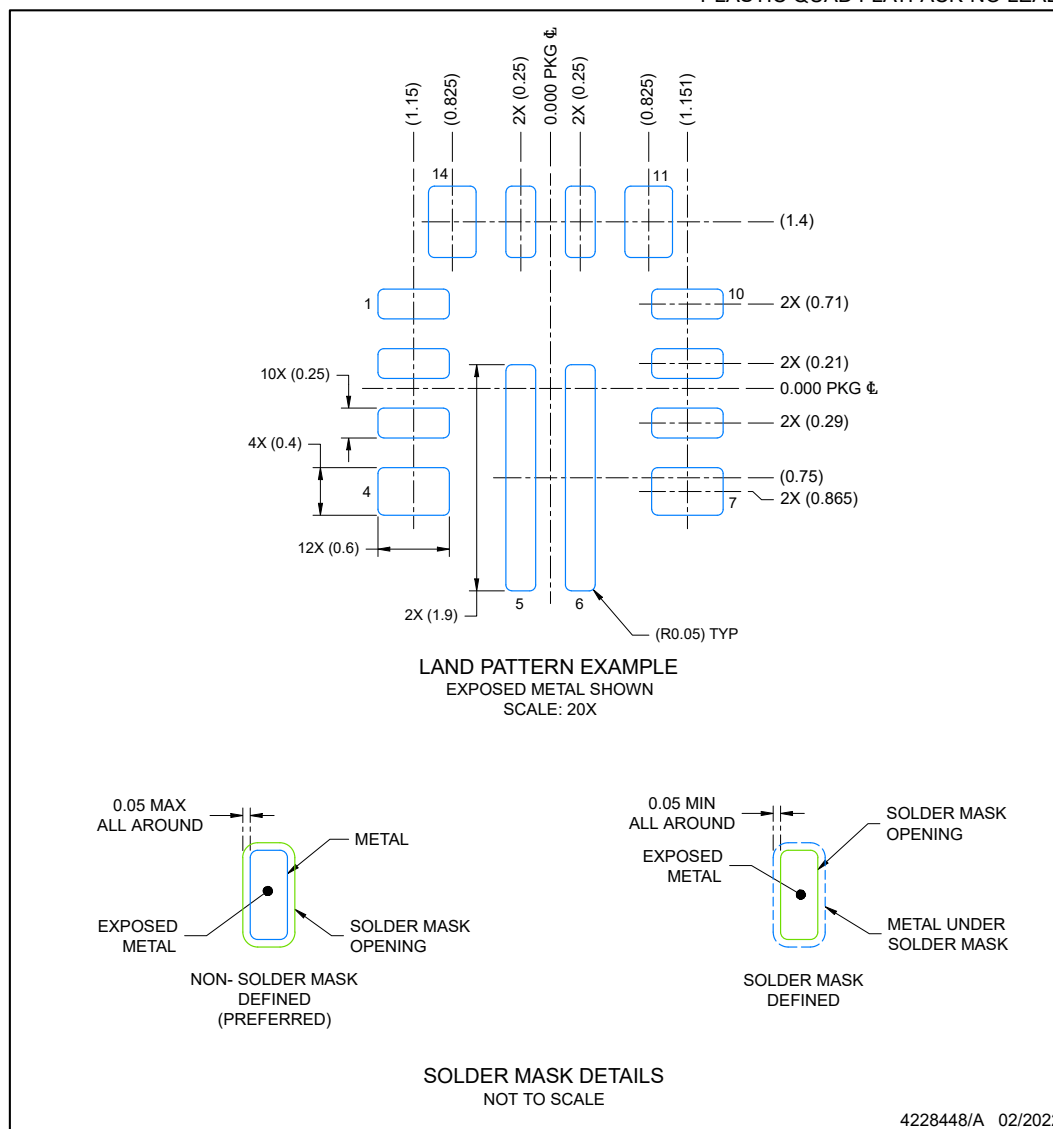 (1.15)
(0.825)
2X (0.25)
0.000 PKG ℄
2X (0.25)
(0.825)
(1.151)
14
11
(1.4)
1
10
2X (0.71)
10X (0.25)
2X (0.21)
0.000 PKG ℄
2X (0.29)
4X (0.4)
4
(0.75)
7
2X (0.865)
12X (0.6)
2X (1.9)
5
6
(R0.05) TYP
LAND PATTERN EXAMPLE
EXPOSED METAL SHOWN
SCALE: 20X
0.05 MAX
ALL AROUND
METAL
EXPOSED
METAL
SOLDER MASK
OPENING
NON- SOLDER MASK
DEFINED
(PREFERRED)
0.05 MIN
ALL AROUND
SOLDER MASK
OPENING
EXPOSED
METAL
METAL UNDER
SOLDER MASK
SOLDER MASK
DEFINED
SOLDER MASK DETAILS
NOT TO SCALE
4228448/A 02/2022